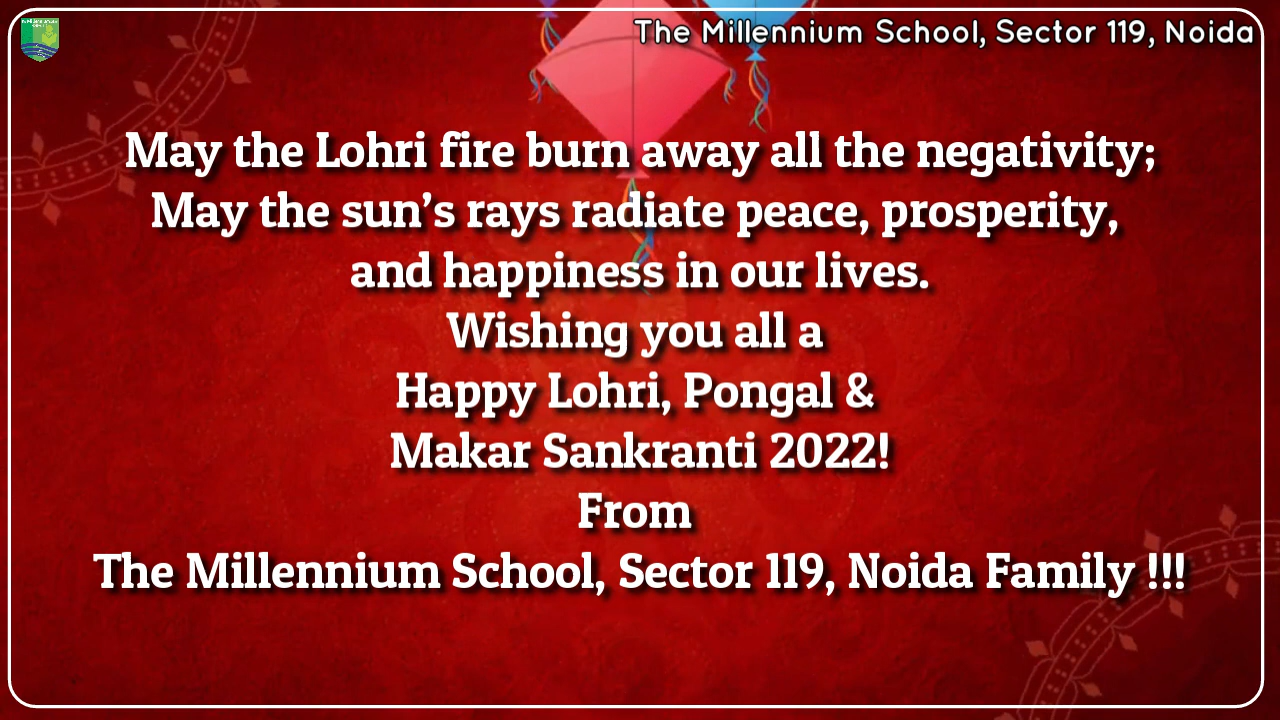 The Millennium School, Sector 119, Noida
May the Lohri fire burn away all the negativity;
May the sun’s rays radiate peace, prosperity,
and happiness in our lives.
Wishing you all a
Happy Lohri, Pongal &
Makar Sankranti 2022!
From
The Millennium School, Sector 119, Noida Family !!!